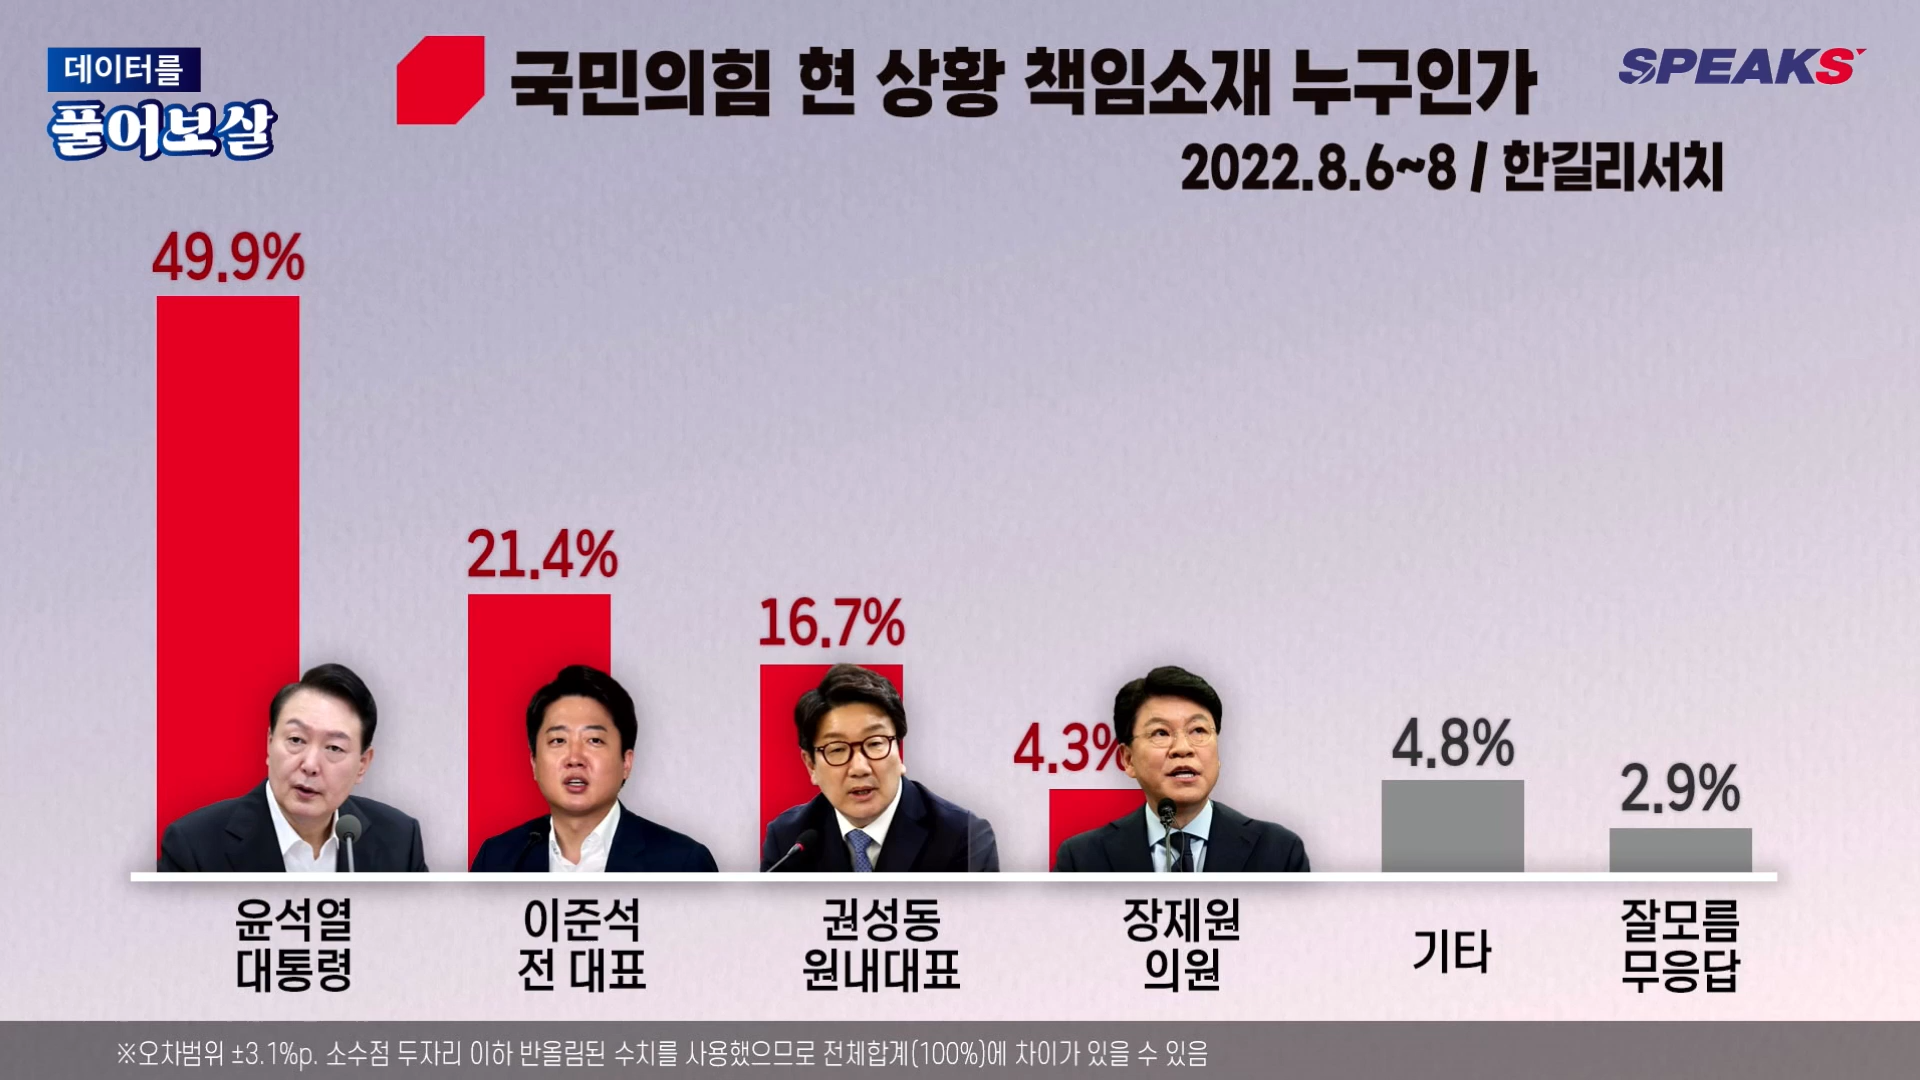 데이터를
풀어보살
국민의힘 현 상황 책임소재 누구인가
SPEAKS
2022.8.6~8 / 한길리서치
49.9%
21.4%
16.7%
4.3%
4.8%
2.9%
윤석열
대통령
이준석
전 대표
권성동
원내대표
장제원
의원
기타
잘모름
무응답
※오차범위 ±3.1%p. 소수점 두자리 이하 반올림된 수치를 사용했으므로 전체합계(100%)에 차이가 있을 수 있음